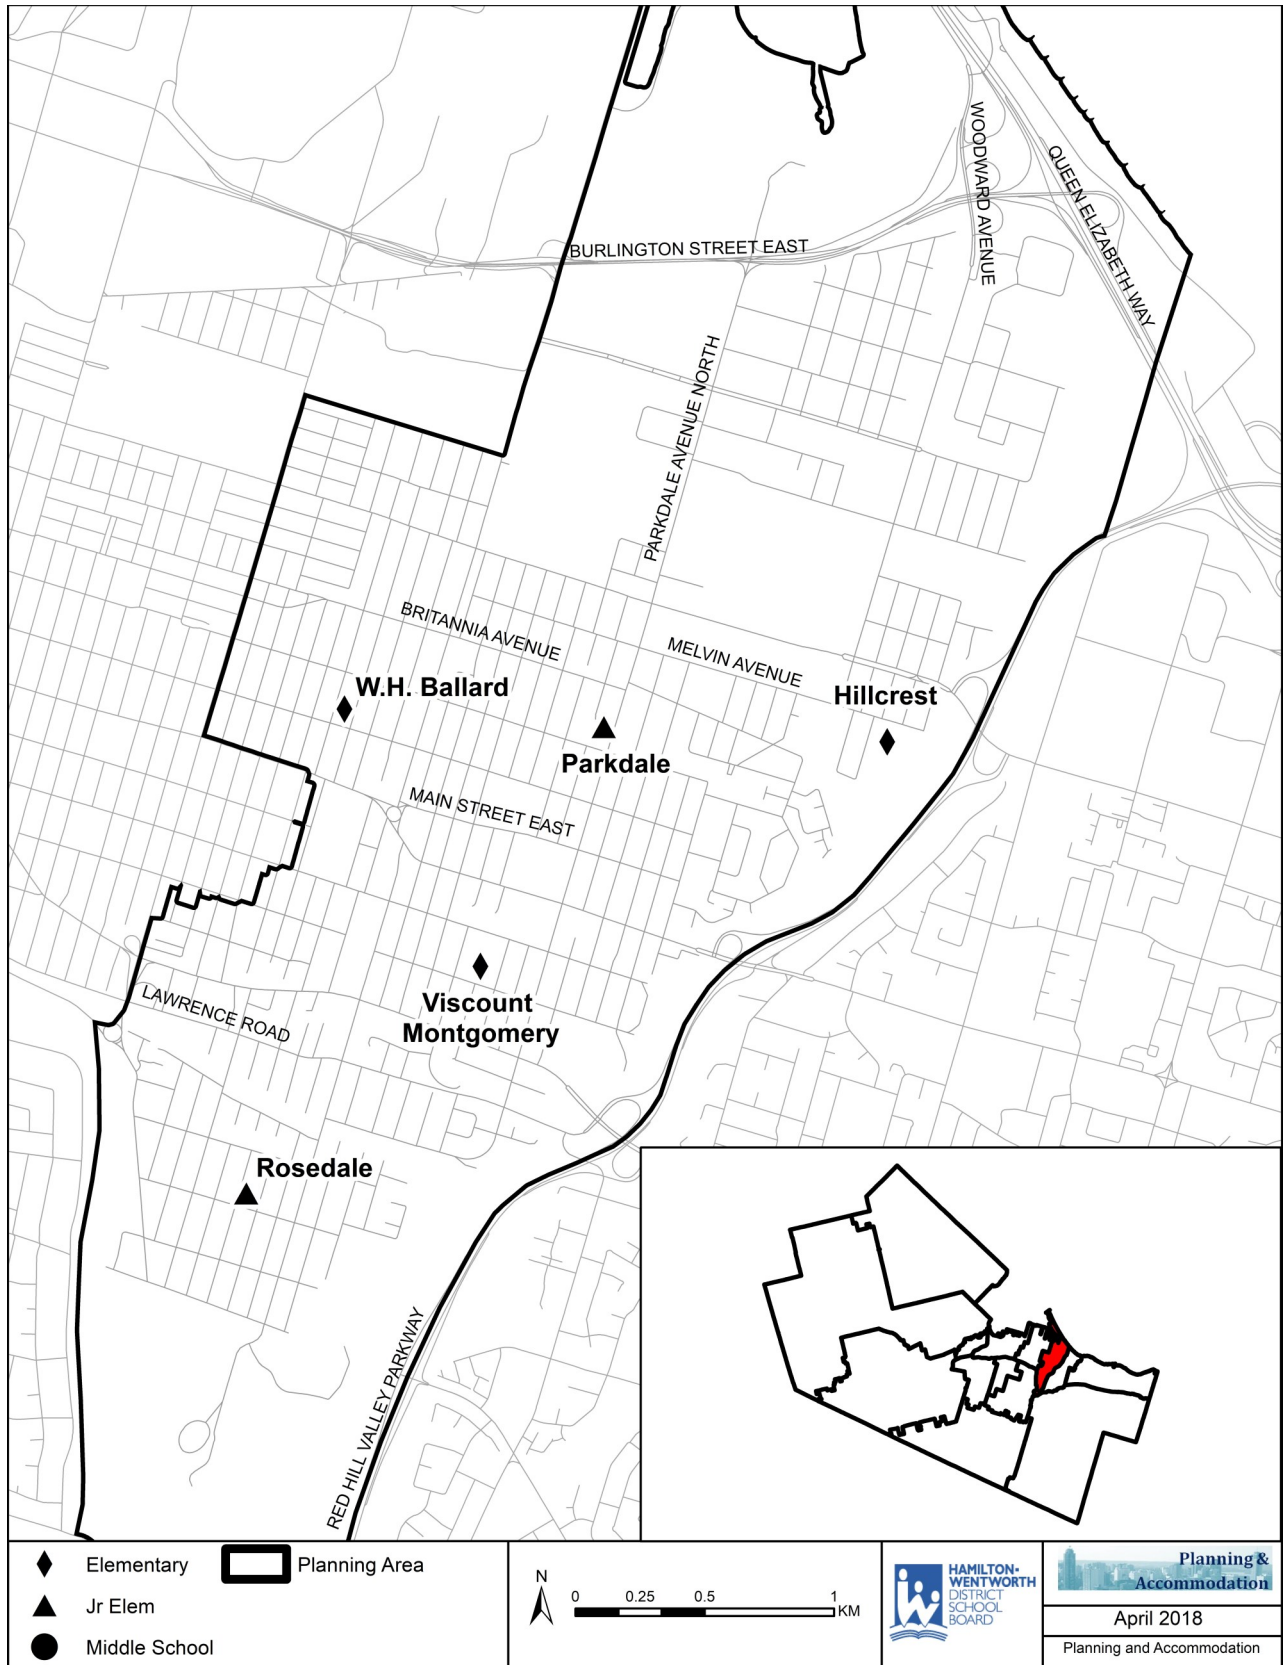 WOODWARD AVENUE
QUEEN ELIZABETH WAY
BURLINGTON STREET EAST
PARKDALE AVENUE NORTH
BRITANNIA AVENUE
MELVIN AVENUE
W.H. Ballard
Hillcrest
Parkdale
MAIN STREET EAST
Viscount
Montgomery
LAWRENCE ROAD
Rosedale
RED HILL VALLEY PARKWAY
Elementary
Planning Area
Jr Elem
Middle School
N
0 0.25 0.5 1
KM
HAMILTON-
WENTWORTH
DISTRICT
SCHOOL
BOARD
Planning &
Accommodation
April 2018
Planning and Accommodation